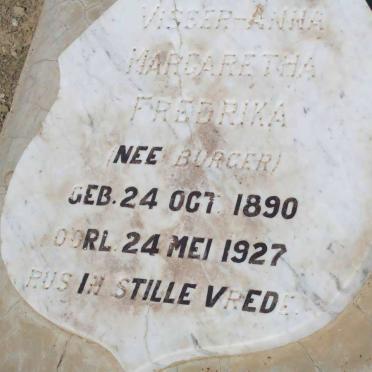 VISSER-ANNA
MARGARETHA
FREDRIKA
(NEE BURGER)
GEB. 24 OCT. 1890
OORL. 24 MEI 1927
RUS IN STILLE VREDE.